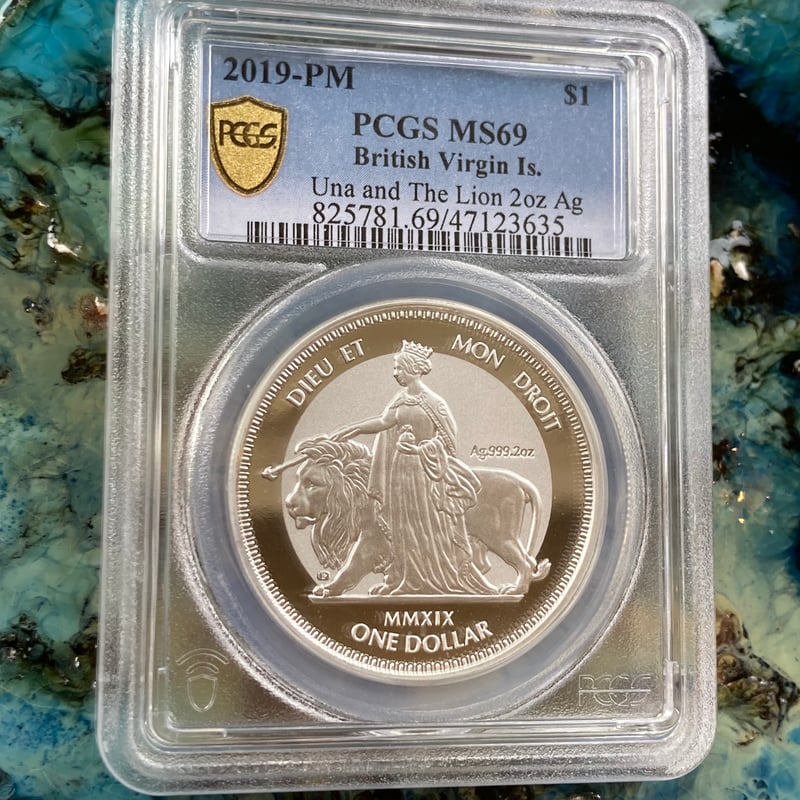 2019-PM
$1
PCGS
PCGS MS69
British Virgin Is.
Una and The Lion 2oz Ag
825781.69/47123635
DIEU ET MON DROIT
Ag.999.2oz
MMXIX
ONE DOLLAR
PCGS